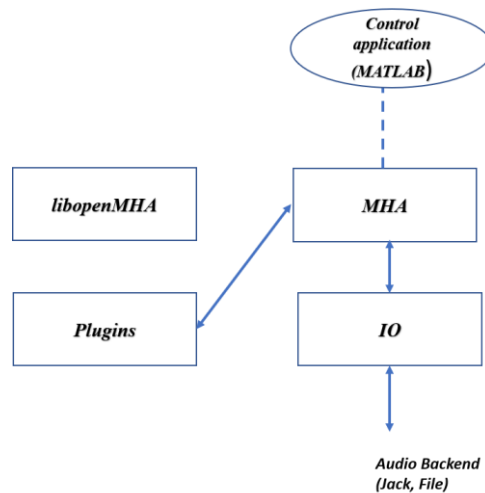 Control
application
(MATLAB)
libopenMHA
MHA
Plugins
IO
Audio Backend
(Jack, File)